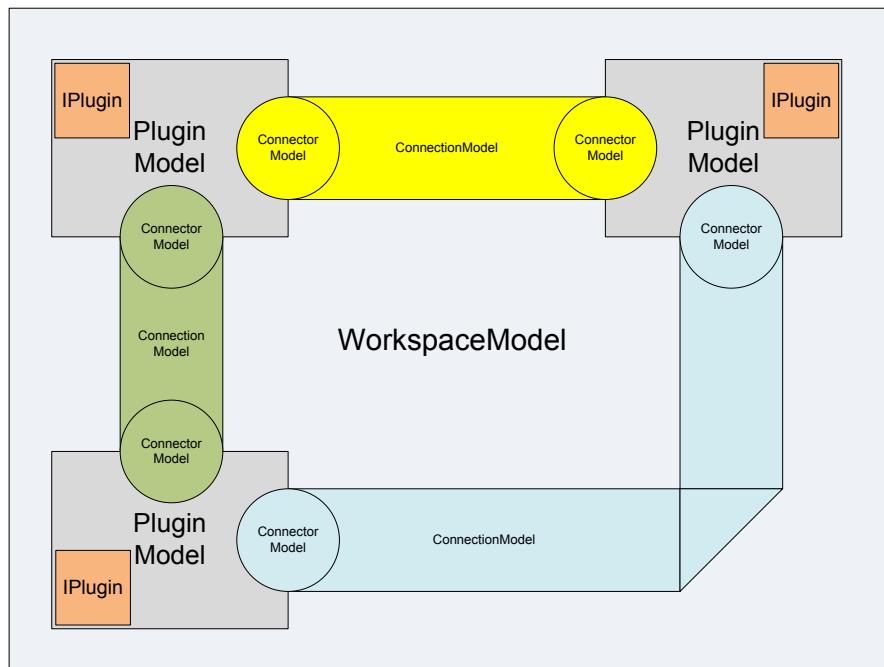 IPlugin
Plugin
Model
Connector
Model
ConnectionModel
Connector
Model
Plugin
Model
IPlugin
Connector
Model
Connector
Model
Connection
Model
WorkspaceModel
Connector
Model
Plugin
Model
IPlugin
Connector
Model
ConnectionModel